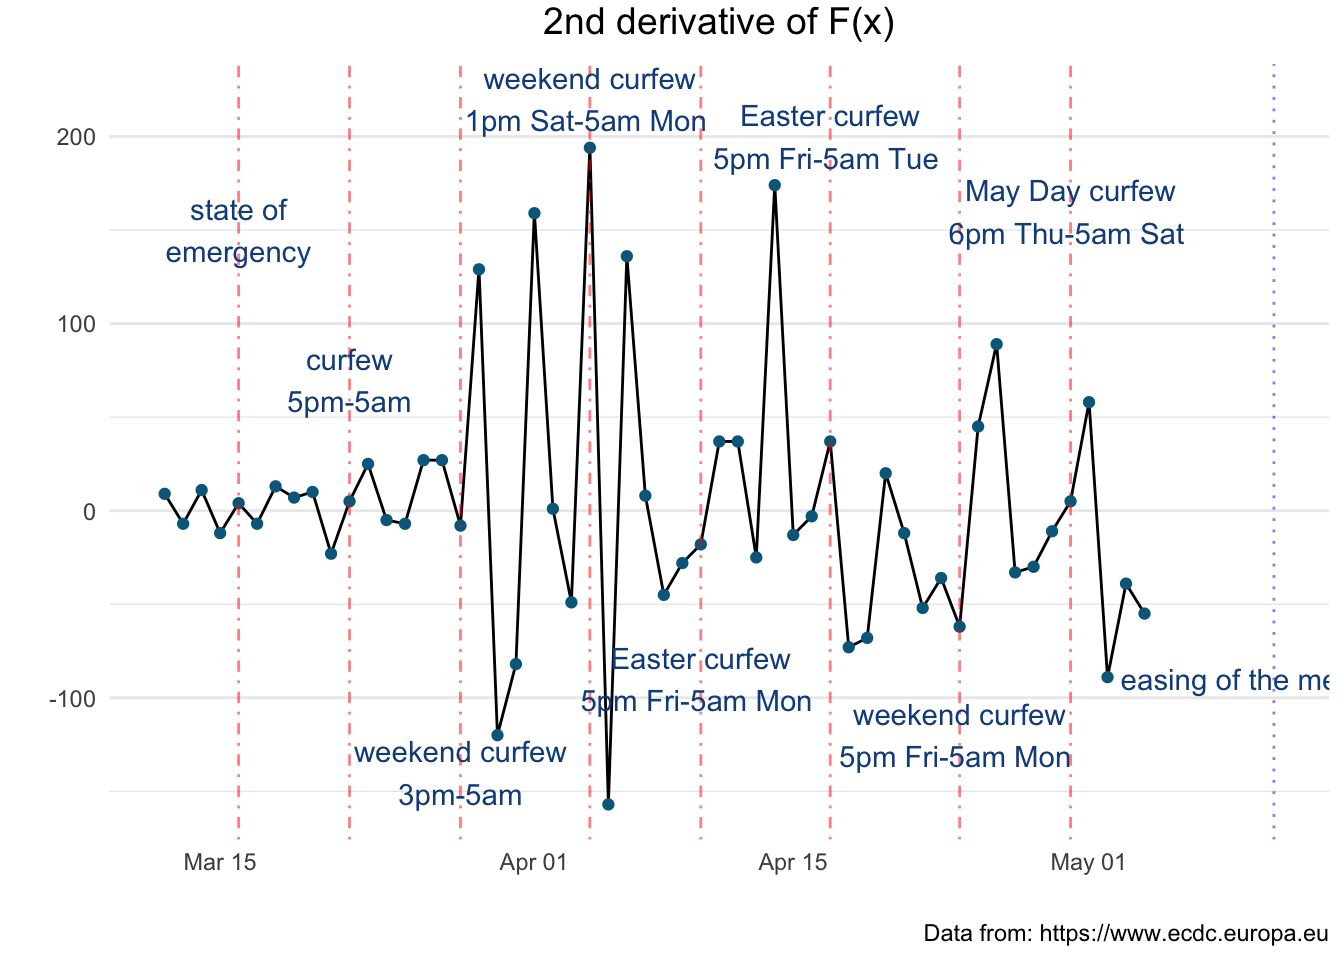 2nd derivative of F(x)
weekend curfew
1pm Sat-5am Mon
Easter curfew
5pm Fri-5am Tue
May Day curfew
6pm Thu-5am Sat
state of
emergency
curfew
5pm-5am
Easter curfew
5pm Fri-5am Mon
weekend curfew
3pm-5am
weekend curfew
5pm Fri-5am Mon
easing of the me
200
100
0
-100
Mar 15
Apr 01
Apr 15
May 01
Data from: https://www.ecdc.europa.eu